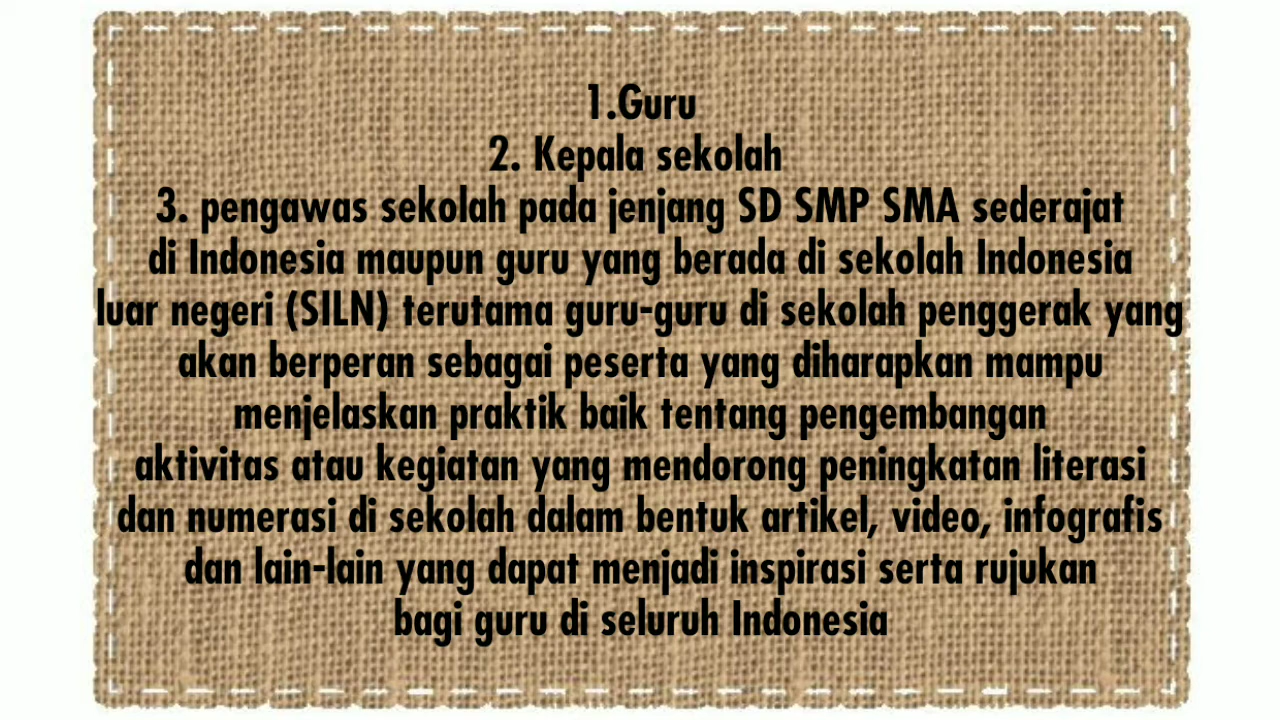 1.Guru
2. Kepala sekolah
3. pengawas sekolah pada jenjang SD SMP SMA sederajat
di Indonesia maupun guru yang berada di sekolah Indonesia
luar negeri (SILN) terutama guru-guru di sekolah penggerak yang
akan berperan sebagai peserta yang diharapkan mampu
menjelaskan praktik baik tentang pengembangan
aktivitas atau kegiatan yang mendorong peningkatan literasi
dan numerasi di sekolah dalam bentuk artikel, video, infografis
dan lain-lain yang dapat menjadi inspirasi serta rujukan
bagi guru di seluruh Indonesia